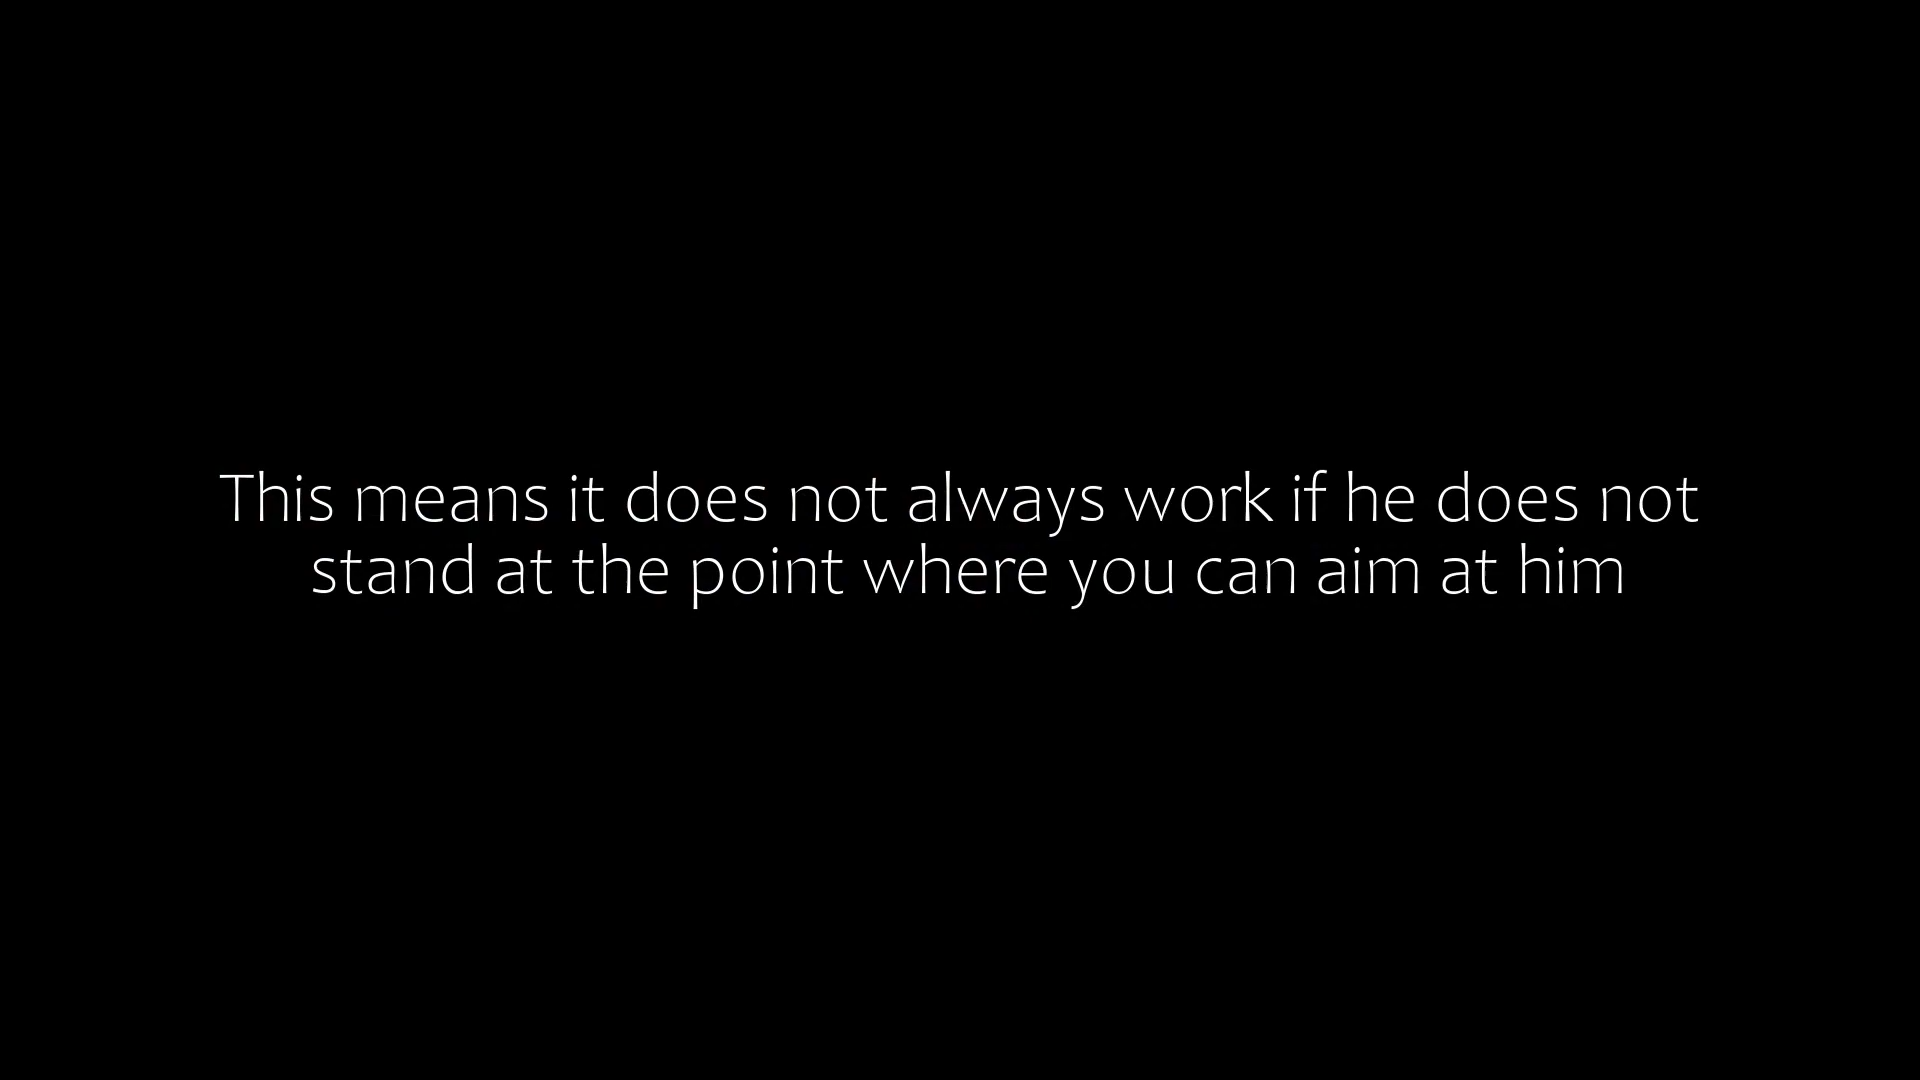 This means it does not always work if he does not
stand at the point where you can aim at him